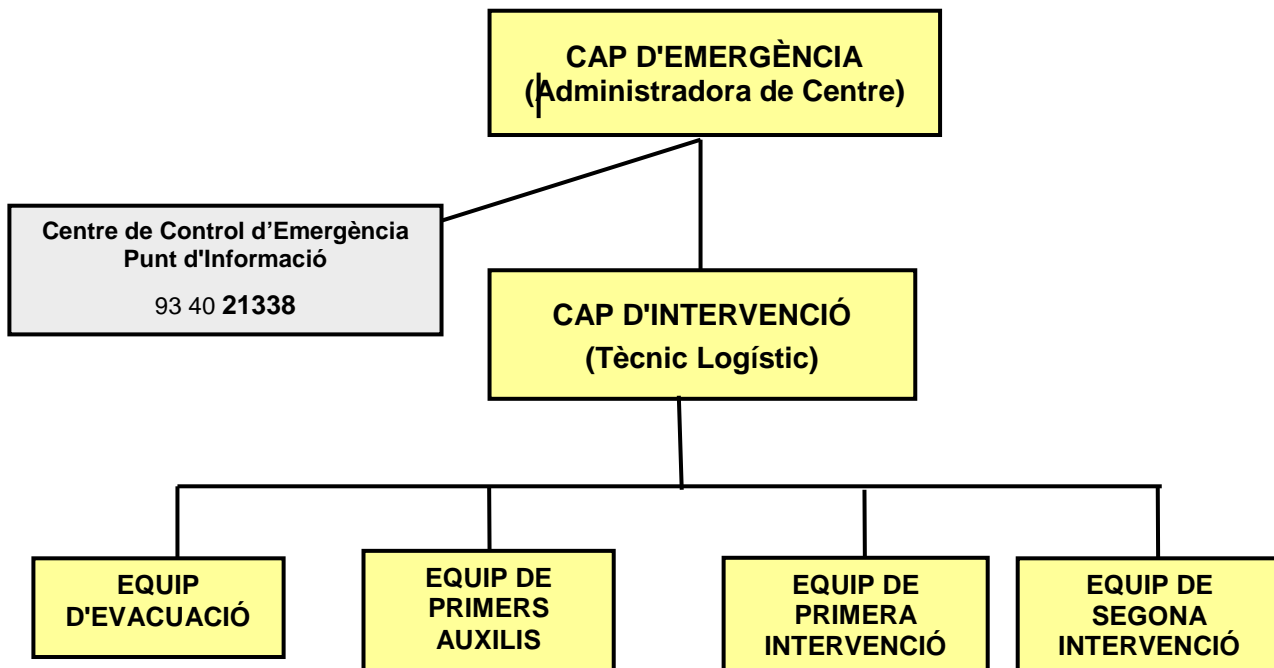 CAP D'EMERGÈNCIA
(Administradora de Centre)
Centre de Control d’Emergència
Punt d'Informació
93 40 21338
CAP D'INTERVENCIÓ
(Tècnic Logístic)
EQUIP
D'EVACUACIÓ
EQUIP DE
PRIMERS
AUXILIS
EQUIP DE
PRIMERA
INTERVENCIÓ
EQUIP DE
SEGONA
INTERVENCIÓ